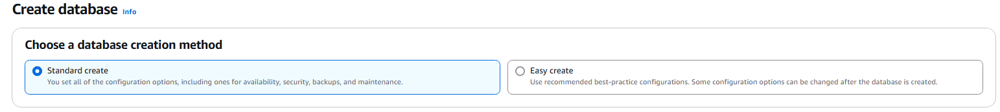 Create database Info
Choose a database creation method
Standard create
You set all of the configuration options, including ones for availability, security, backups, and maintenance.
Easy create
Use recommended best-practice configurations. Some configuration options can be changed after the database is created.